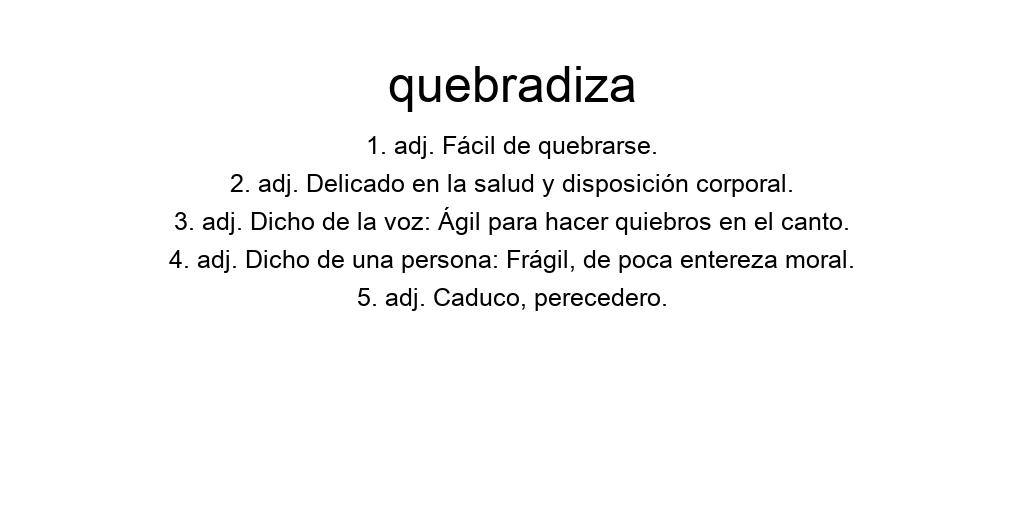 quebradiza
1. adj. Fácil de quebrarse.
2. adj. Delicado en la salud y disposición corporal.
3. adj. Dicho de la voz: Ágil para hacer quiebros en el canto.
4. adj. Dicho de una persona: Frágil, de poca entereza moral.
5. adj. Caduco, perecedero.